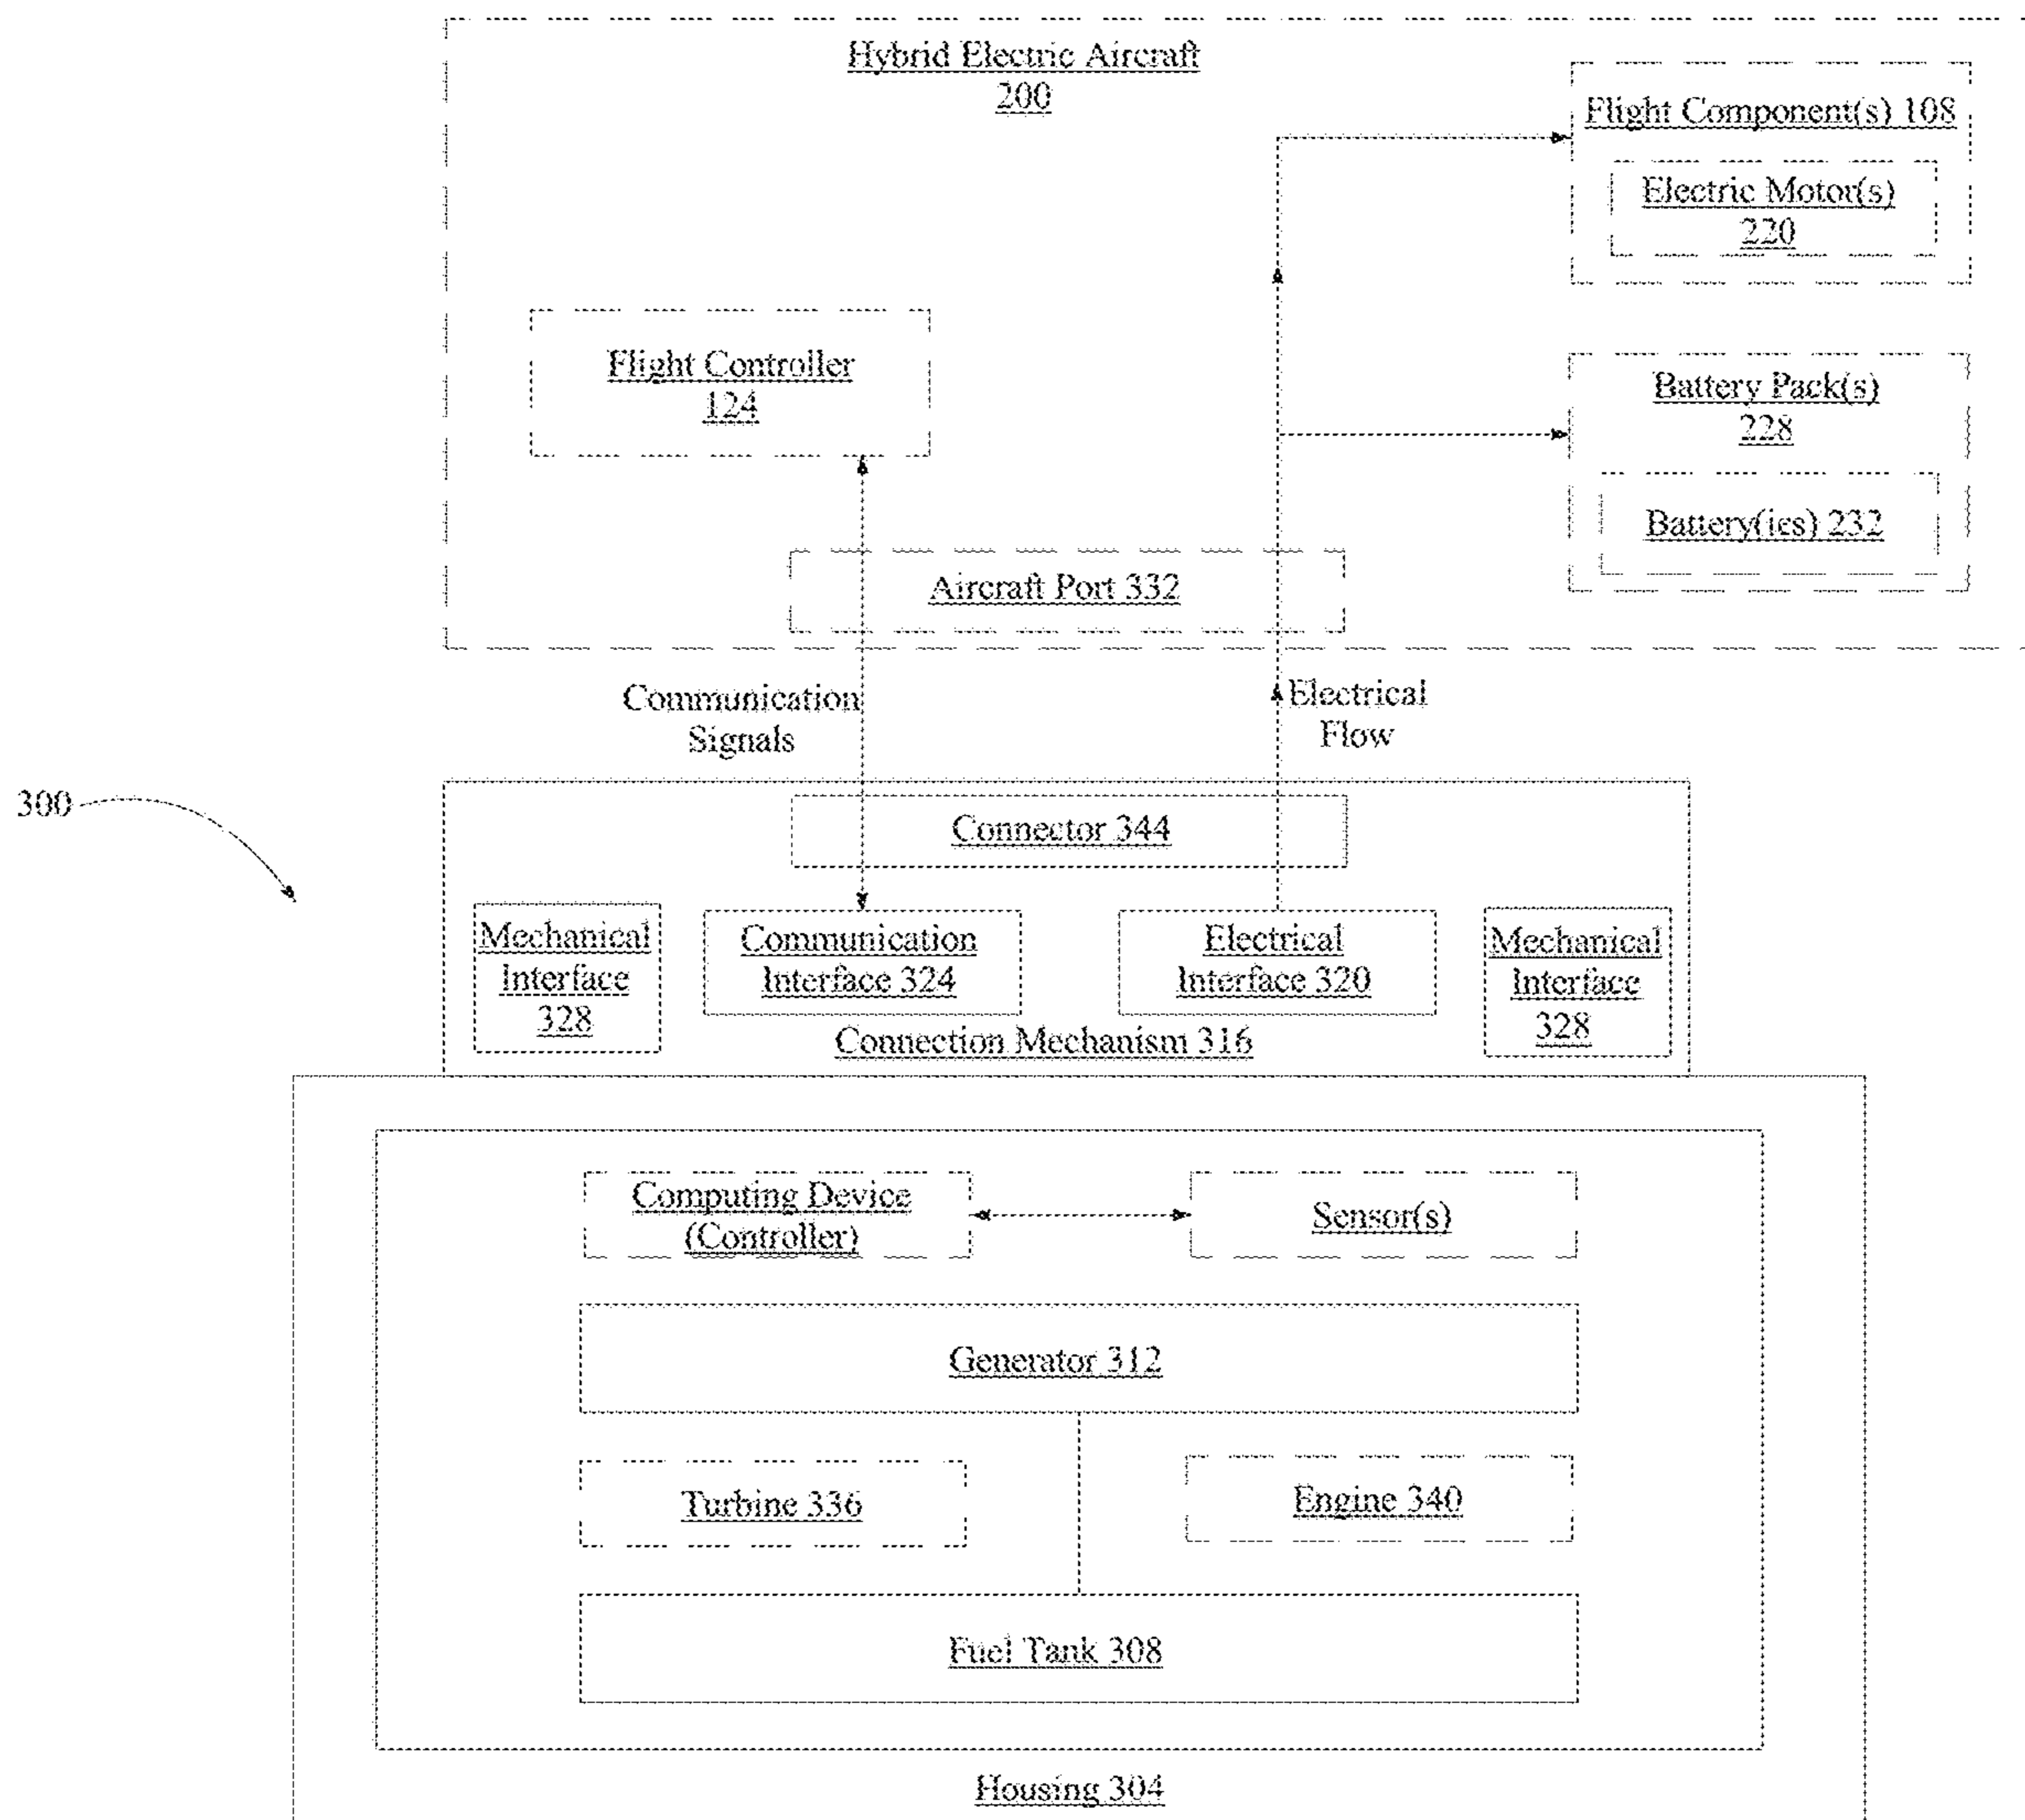 Hybrid Electric Aircraft
200
Flight Component(s) 108
Electric Motor(s)
220
Flight Controller
124
Battery Pack(s)
228
Battery(ies) 232
Aircraft Port 332
Communication
Signals
Electrical
Flow
300
Connector 344
Mechanical
Interface
328
Communication
Interface 324
Electrical
Interface 320
Mechanical
Interface
328
Connection Mechanism 316
Computing Device
(Controller)
Sensor(s)
Generator 312
Turbine 336
Engine 340
Fuel Tank 308
Housing 304